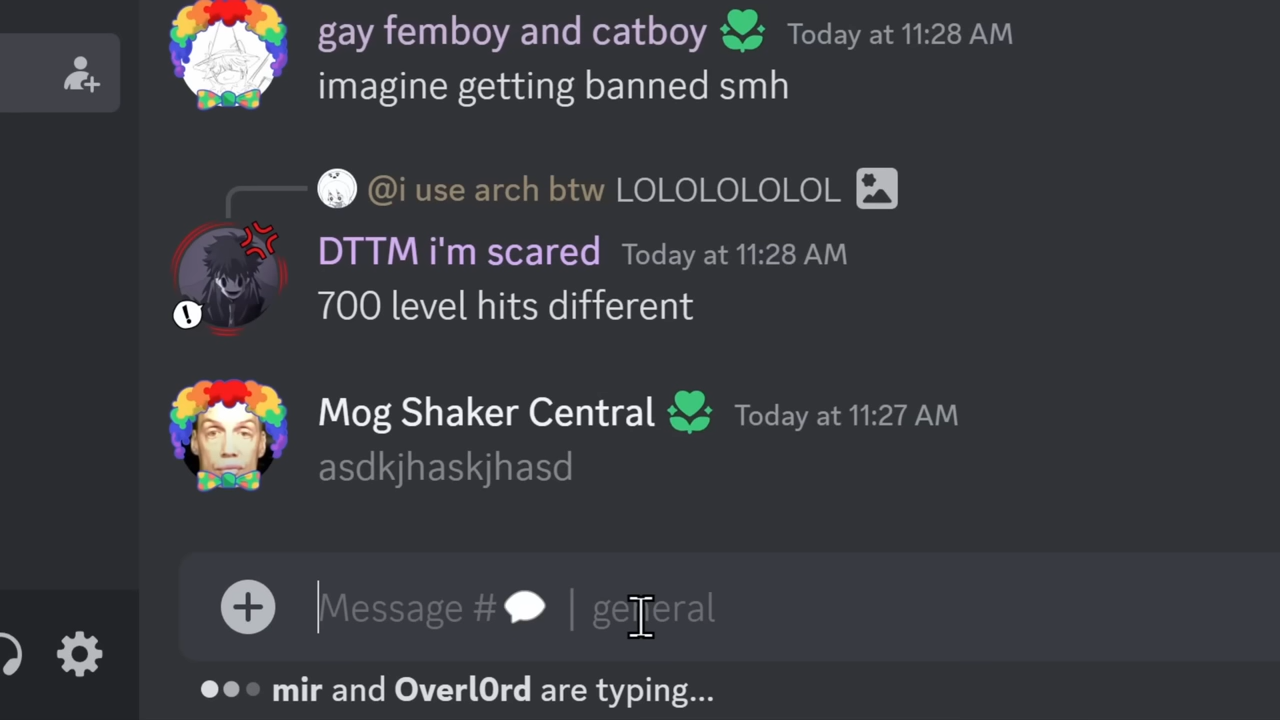 gay femboy and catboy Today at 11:28 AM
imagine getting banned smh
@i use arch btw LOLOLOLOLOL
DTTM i'm scared Today at 11:28 AM
700 level hits different
Mog Shaker Central Today at 11:27 AM
asdkjhaskjhasd
Message #💬 | general
mir and Overl0rd are typing...